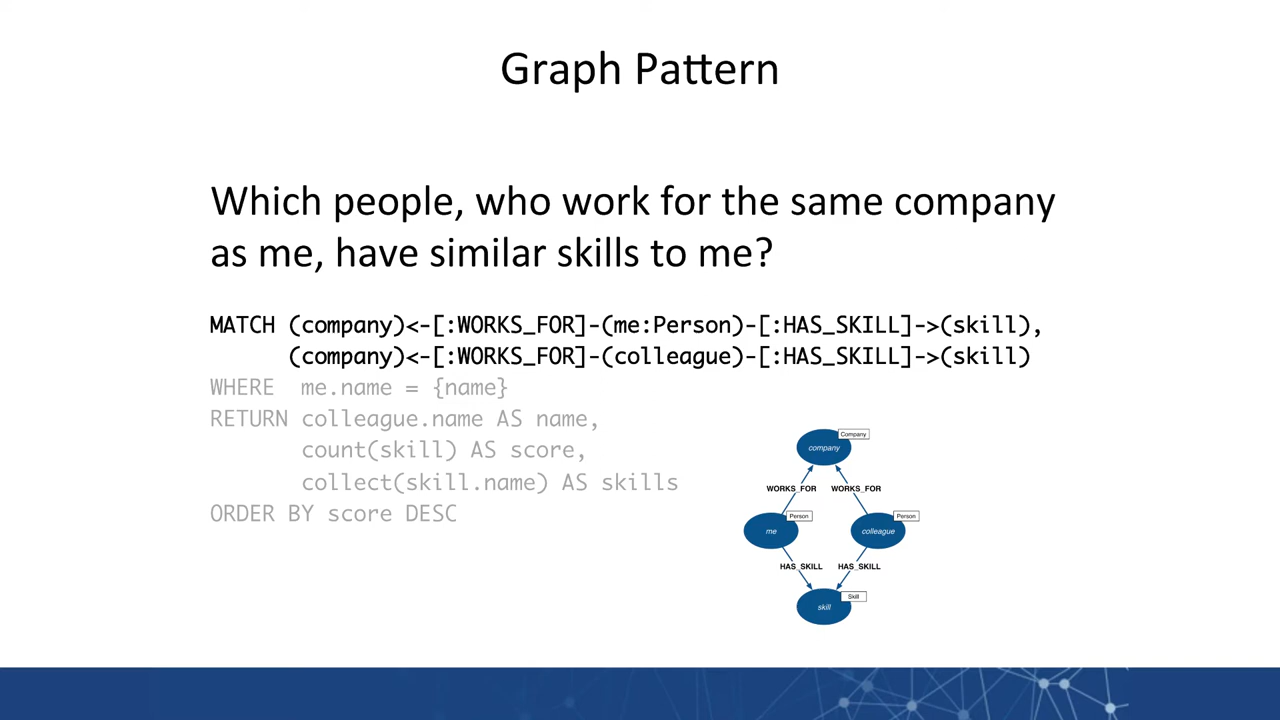 Graph Pattern
Which people, who work for the same company
as me, have similar skills to me?
MATCH (company)<-[:WORKS_FOR]-(me:Person)-[:HAS_SKILL]->(skill),
      (company)<-[:WORKS_FOR]-(colleague)-[:HAS_SKILL]->(skill)
WHERE  me.name = {name}
RETURN colleague.name AS name,
       count(skill) AS score,
       collect(skill.name) AS skills
ORDER BY score DESC
Company
company
WORKS_FOR WORKS_FOR
Person Person
me colleague
HAS_SKILL HAS_SKILL
Skill
skill